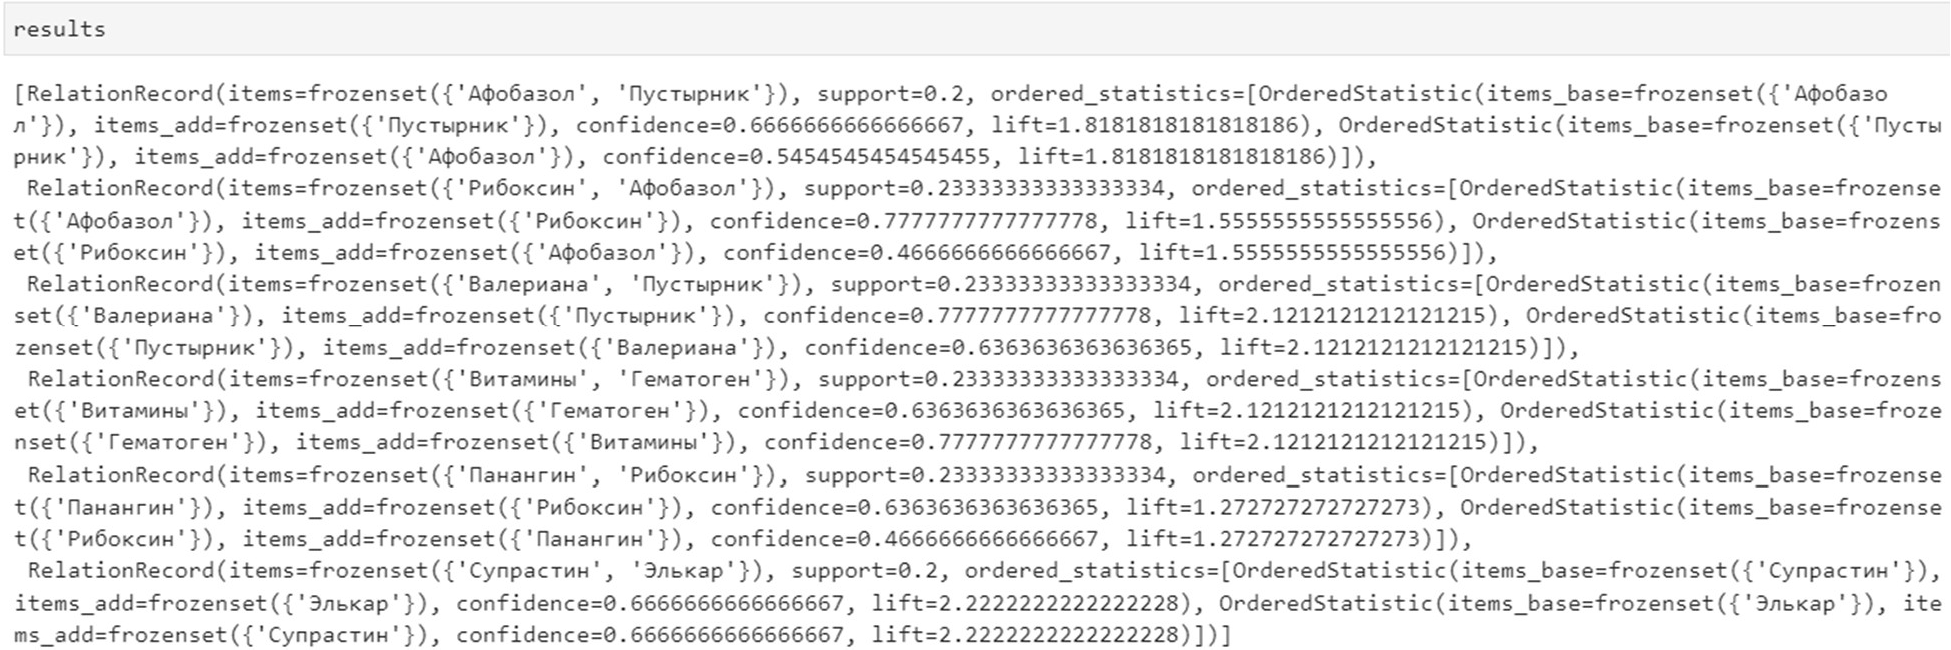 results
[RelationRecord(items=frozenset({'Афобазол', 'Пустырник'}), support=0.2, ordered_statistics=[OrderedStatistic(items_base=frozenset({'Афобазо
л'}), items_add=frozenset({'Пустырник'}), confidence=0.6666666666666667, lift=1.8181818181818186), OrderedStatistic(items_base=frozenset({'Пусты
рник'}), items_add=frozenset({'Афобазол'}), confidence=0.5454545454545455, lift=1.8181818181818186)]),
RelationRecord(items=frozenset({'Рибоксин', 'Афобазол'}), support=0.23333333333333334, ordered_statistics=[OrderedStatistic(items_base=frozense
t({'Афобазол'}), items_add=frozenset({'Рибоксин'}), confidence=0.7777777777777778, lift=1.5555555555555556), OrderedStatistic(items_base=frozens
et({'Рибоксин'}), items_add=frozenset({'Афобазол'}), confidence=0.4666666666666667, lift=1.5555555555555556)]),
RelationRecord(items=frozenset({'Валериана', 'Пустырник'}), support=0.23333333333333334, ordered_statistics=[OrderedStatistic(items_base=frozen
set({'Валериана'}), items_add=frozenset({'Пустырник'}), confidence=0.7777777777777778, lift=2.1212121212121215), OrderedStatistic(items_base=fro
zenset({'Пустырник'}), items_add=frozenset({'Валериана'}), confidence=0.6363636363636365, lift=2.1212121212121215)]),
RelationRecord(items=frozenset({'Витамины', 'Гематоген'}), support=0.23333333333333334, ordered_statistics=[OrderedStatistic(items_base=frozens
et({'Витамины'}), items_add=frozenset({'Гематоген'}), confidence=0.6363636363636365, lift=2.1212121212121215), OrderedStatistic(items_base=froze
nset({'Гематоген'}), items_add=frozenset({'Витамины'}), confidence=0.7777777777777778, lift=2.1212121212121215)]),
RelationRecord(items=frozenset({'Панангин', 'Рибоксин'}), support=0.23333333333333334, ordered_statistics=[OrderedStatistic(items_base=frozense
t({'Панангин'}), items_add=frozenset({'Рибоксин'}), confidence=0.6363636363636365, lift=1.272727272727273), OrderedStatistic(items_base=frozense
t({'Рибоксин'}), items_add=frozenset({'Панангин'}), confidence=0.4666666666666667, lift=1.272727272727273)]),
RelationRecord(items=frozenset({'Супрастин', 'Элькар'}), support=0.2, ordered_statistics=[OrderedStatistic(items_base=frozenset({'Супрастин'}),
items_add=frozenset({'Элькар'}), confidence=0.6666666666666667, lift=2.2222222222222228), OrderedStatistic(items_base=frozenset({'Элькар'}), ite
ms_add=frozenset({'Супрастин'}), confidence=0.6666666666666667, lift=2.2222222222222228)])]